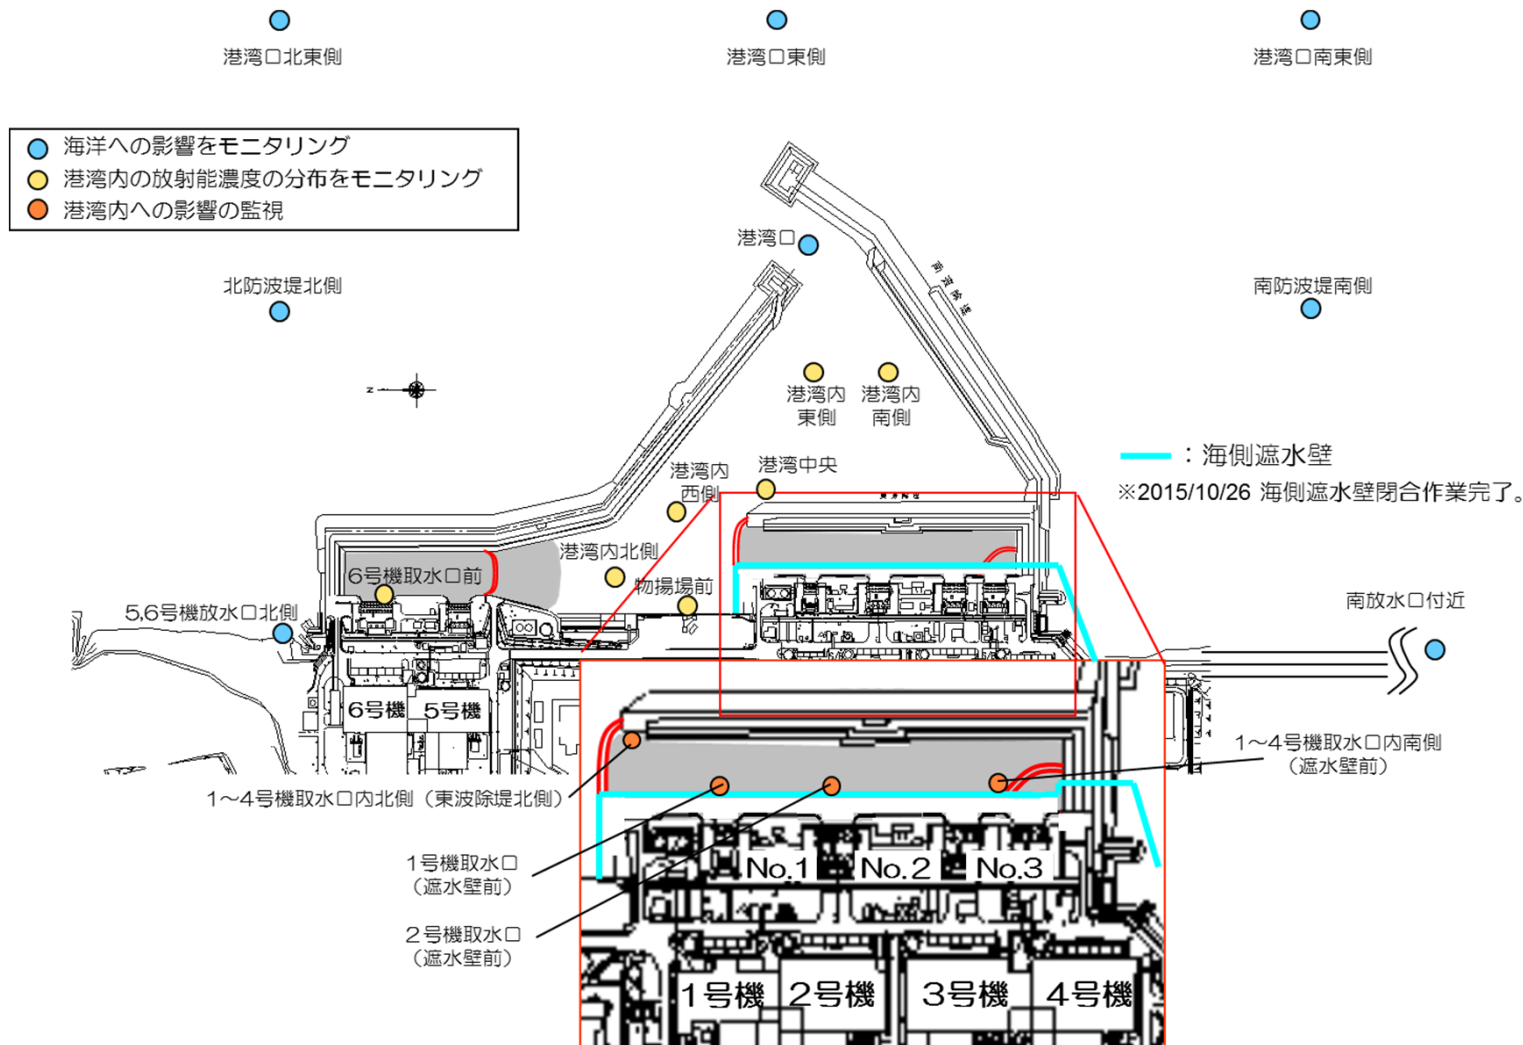 港湾口北東側
港湾口東側
港湾口南東側
海洋への影響をモニタリング
港湾内の放射能濃度の分布をモニタリング
港湾内への影響の監視
港湾口
南防波堤
北防波堤北側
南防波堤南側
N
港湾内
東側
港湾内
南側
：海側遮水壁
※2015/10/26 海側遮水壁閉合作業完了。
港湾内
西側
港湾中央
東波除堤
港湾内北側
6号機取水口前
物揚場前
5,6号機放水口北側
南放水口付近
6号機
5号機
1～4号機取水口内南側
（遮水壁前）
1～4号機取水口内北側（東波除堤北側）
1号機取水口
（遮水壁前）
No.1
No.2
No.3
2号機取水口
（遮水壁前）
1号機
2号機
3号機
4号機